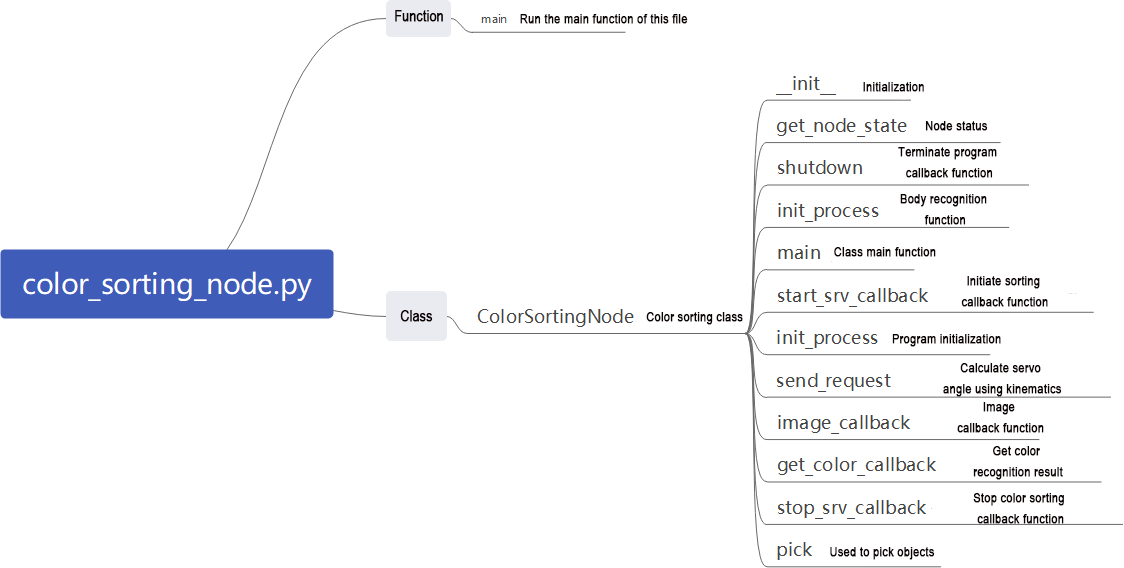 Function
main Run the main function of this file
__init__ Initialization
get_node_state Node status
shutdown Terminate program
callback function
init_process Body recognition
function
main Class main function
color_sorting_node.py
start_srv_callback Initiate sorting
callback function
Class
ColorSortingNode Color sorting class
init_process Program initialization
send_request Calculate servo
angle using kinematics
image_callback Image
callback function
get_color_callback Get color
recognition result
stop_srv_callback Stop color sorting
callback function
pick Used to pick objects